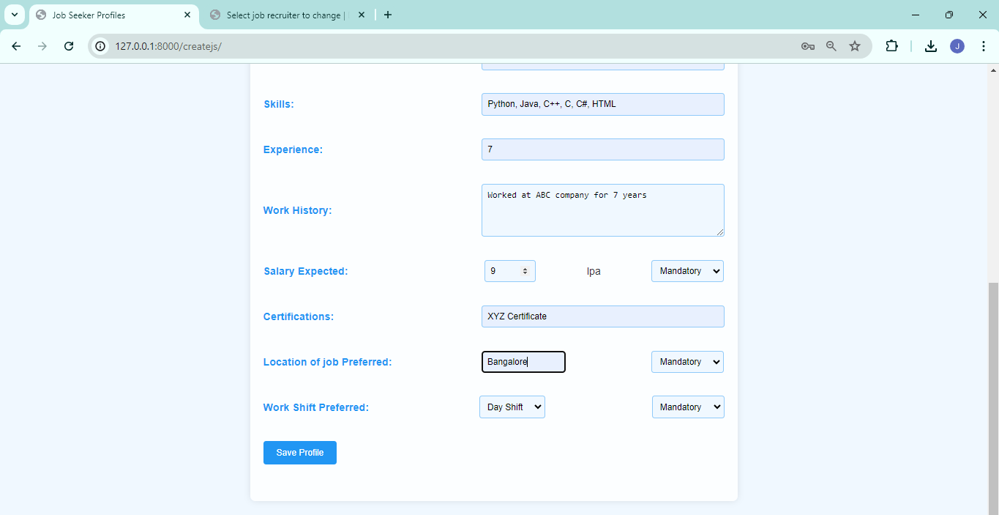 Job Seeker Profiles
Select job recruiter to change |
127.0.0.1:8000/createjs/
J
Skills: Python, Java, C++, C, C#, HTML
Experience: 7
Work History: Worked at ABC company for 7 years
Salary Expected: 9 lpa Mandatory
Certifications: XYZ Certificate
Location of job Preferred: Bangalore Mandatory
Work Shift Preferred: Day Shift Mandatory
Save Profile